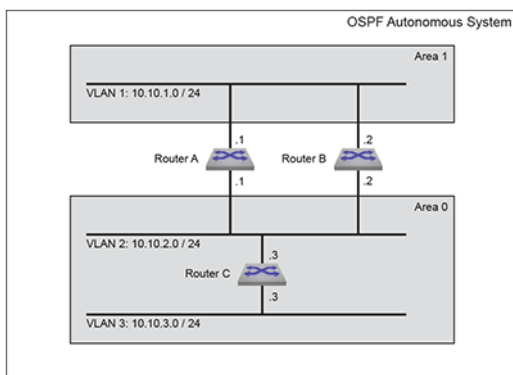 OSPF Autonomous System
Area 1
VLAN 1: 10.10.1.0 / 24
.1
.2
Router A
Router B
.1
.2
Area 0
VLAN 2: 10.10.2.0 / 24
.3
Router C
.3
VLAN 3: 10.10.3.0 / 24